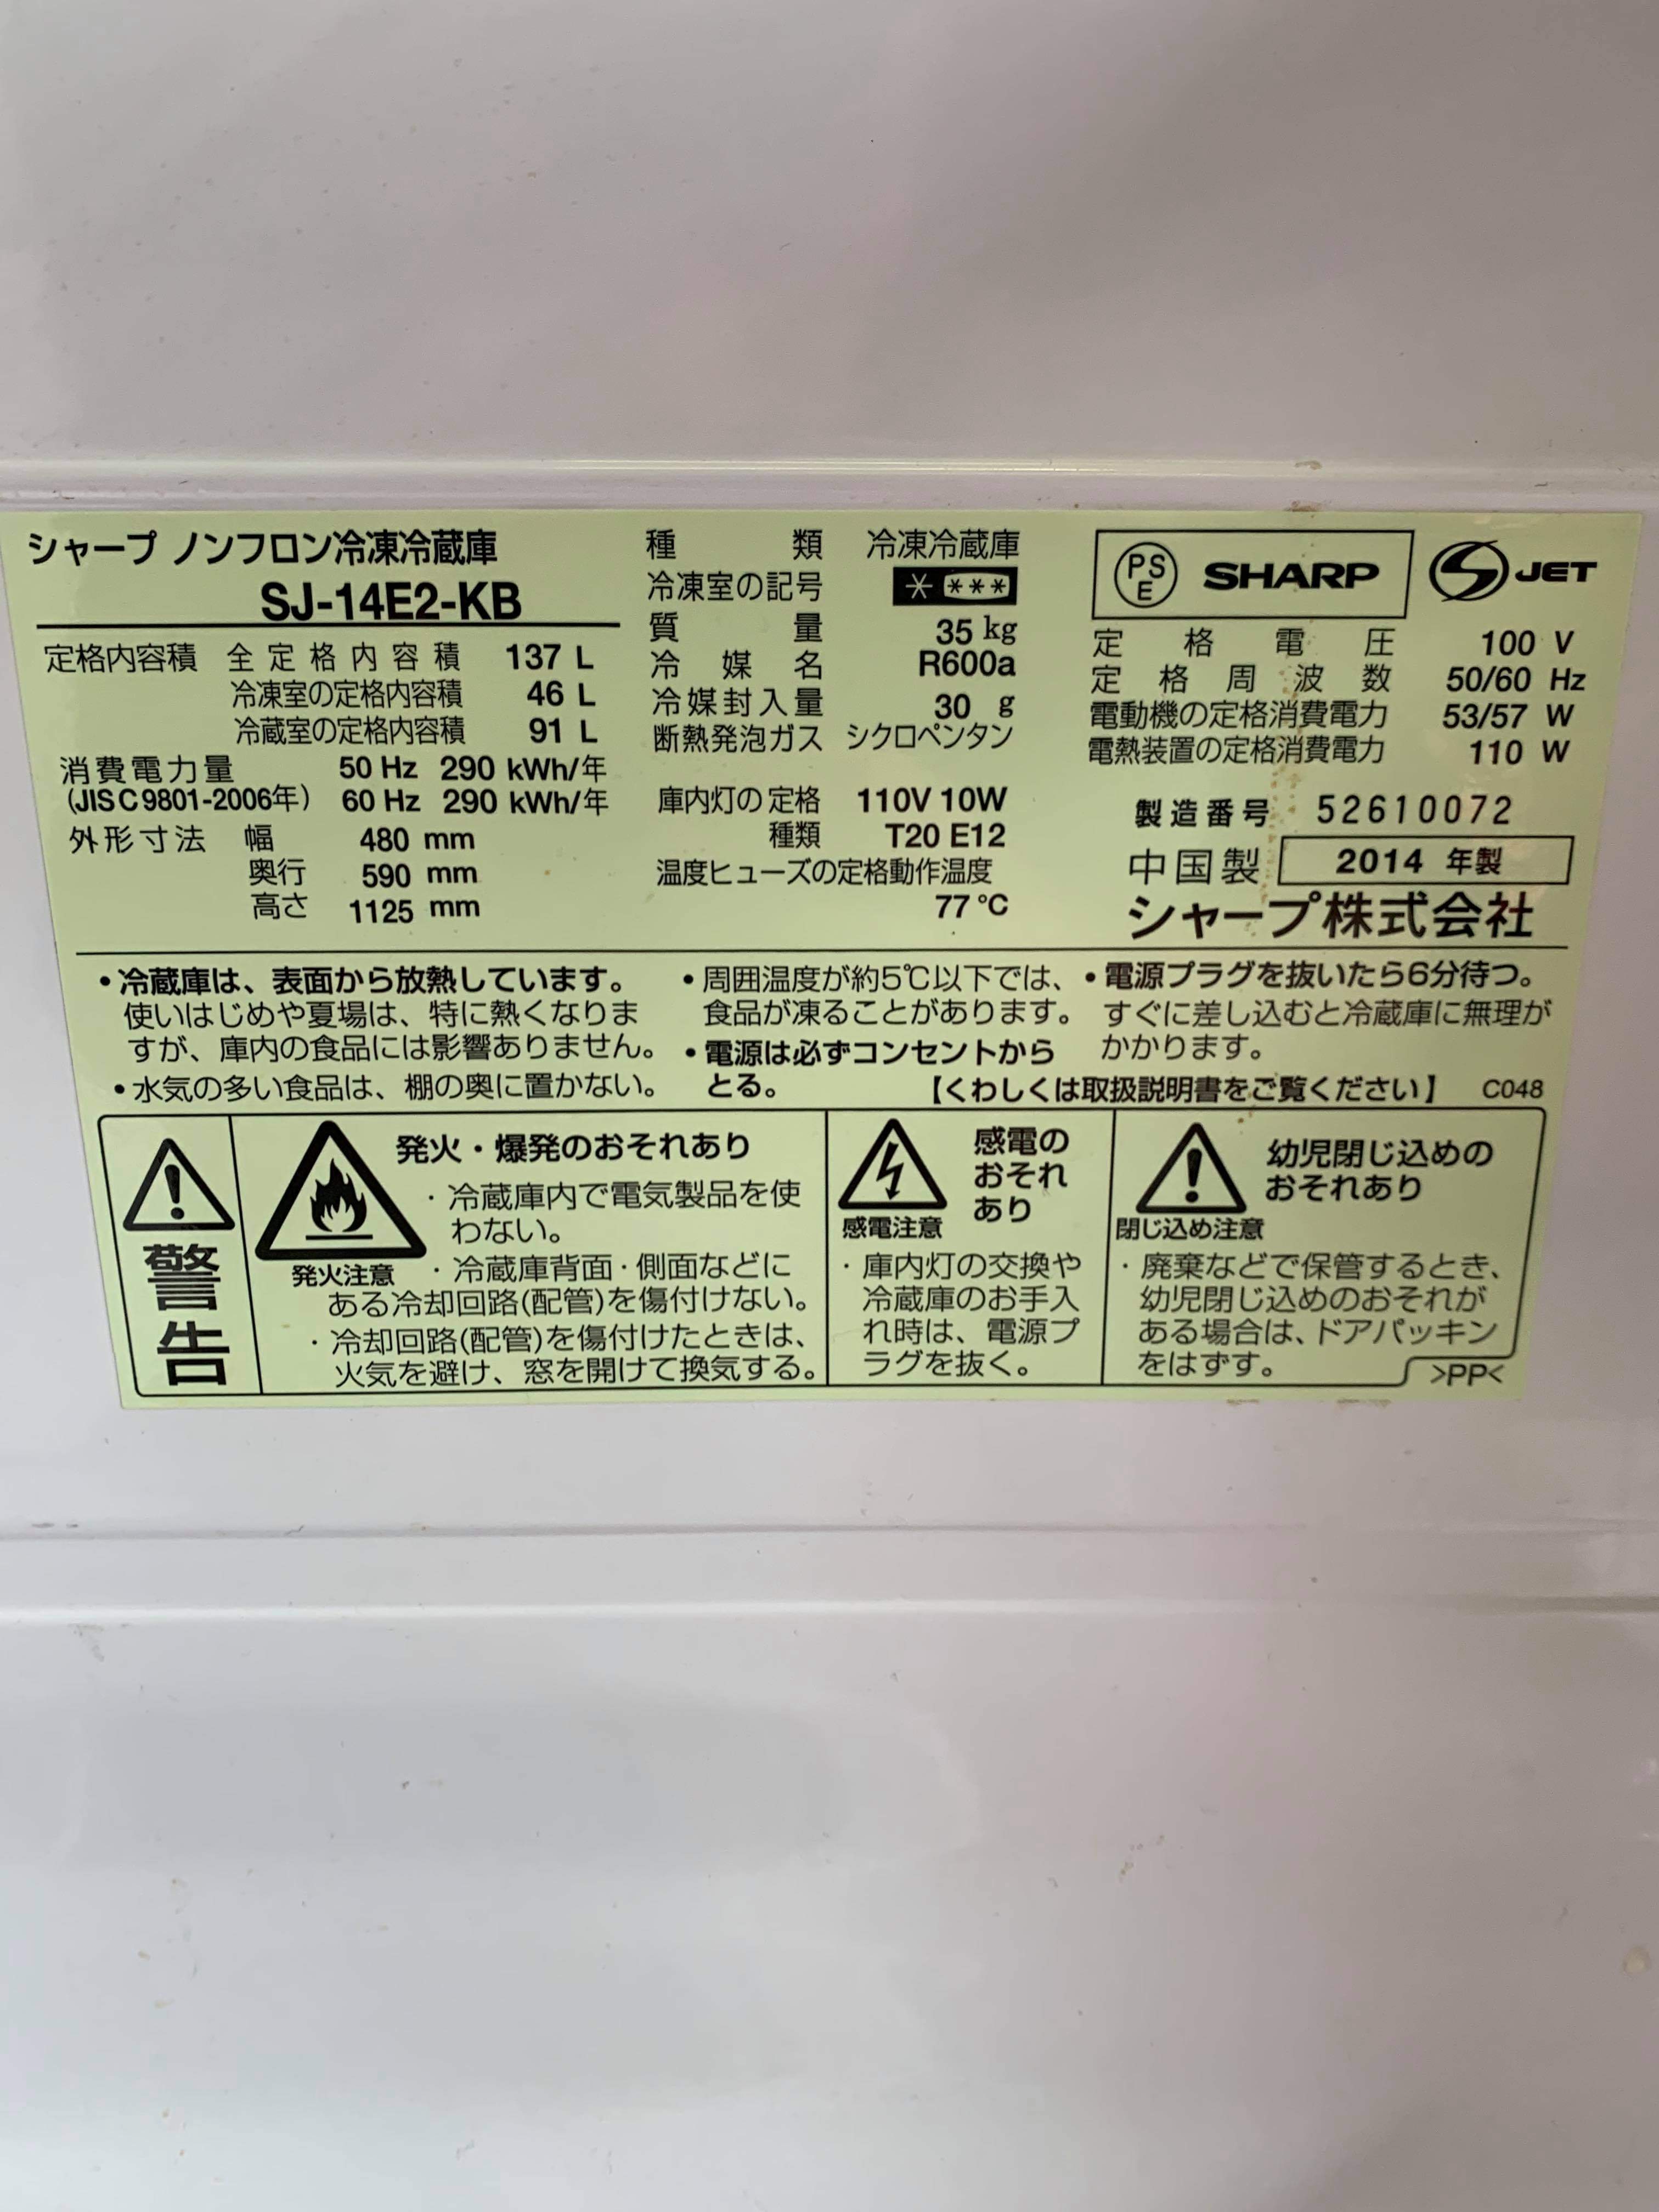 シャープ ノンフロン冷凍冷蔵庫
SJ-14E2-KB
定格内容積 全定格内容積 137 L
冷凍室の定格内容積 46 L
冷蔵室の定格内容積 91 L
消費電力量 50 Hz 290 kWh/年
(JIS C 9801-2006年) 60 Hz 290 kWh/年
外形寸法 幅 480 mm
奥行 590 mm
高さ 1125 mm
種類 冷凍冷蔵庫
冷凍室の記号 * ***
質量 35 kg
冷媒名 R600a
冷媒封入量 30 g
断熱発泡ガス シクロペンタン
庫内灯の定格 110V 10W
種類 T20 E12
温度ヒューズの定格動作温度
77 ℃
PSE SHARP JET
定格電圧 100 V
定格周波数 50/60 Hz
電動機の定格消費電力 53/57 W
電熱装置の定格消費電力 110 W
製造番号 52610072
中国製 2014 年製
シャープ株式会社
・冷蔵庫は、表面から放熱しています。
使いはじめや夏場は、特に熱くなりま
すが、庫内の食品には影響ありません。
・水気の多い食品は、棚の奥に置かない。
・周囲温度が約5℃以下では、
食品が凍ることがあります。
・電源は必ずコンセントから
とる。
・電源プラグを抜いたら6分待つ。
すぐに差し込むと冷蔵庫に無理が
かかります。
【くわしくは取扱説明書をご覧ください】 C048
警告
発火注意
発火・爆発のおそれあり
・冷蔵庫内で電気製品を使
わない。
・冷蔵庫背面・側面などに
ある冷却回路(配管)を傷付けない。
・冷却回路(配管)を傷付けたときは、
火気を避け、窓を開けて換気する。
感電注意
感電の
おそれ
あり
・庫内灯の交換や
冷蔵庫のお手入
れ時は、電源プ
ラグを抜く。
閉じ込め注意
幼児閉じ込めの
おそれあり
・廃棄などで保管するとき、
幼児閉じ込めのおそれが
ある場合は、ドアパッキン
をはずす。
>PP<